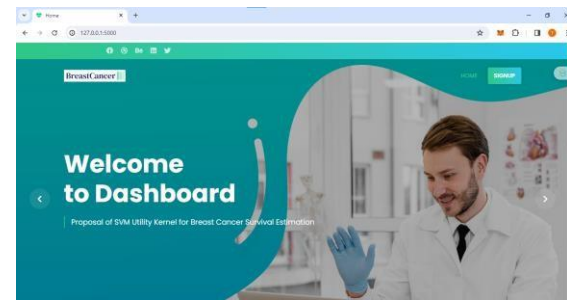 Home
127.0.0.1:5000
BreastCancer
HOME
SIGNUP
Welcome
to Dashboard
Proposal of SVM Utility Kernel for Breast Cancer Survival Estimation